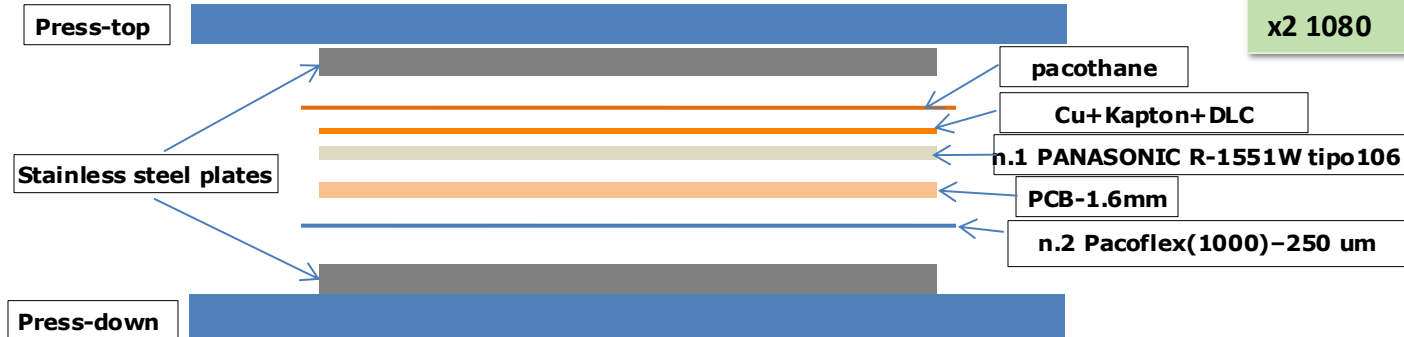 Press-top
x2 1080
pacothane
Cu+Kapton+DLC
n.1 PANASONIC R-1551W tipo106
Stainless steel plates
PCB-1.6mm
n.2 Pacoflex(1000)–250 um
Press-down